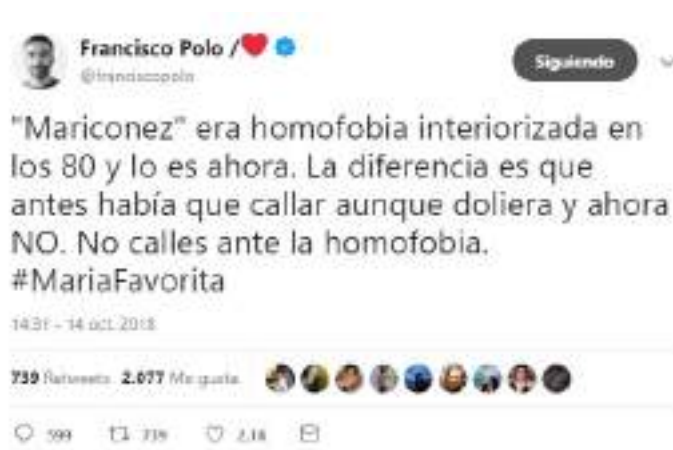 Francisco Polo /❤
@franciscopolo
Siguiendo
"Mariconez" era homofobia interiorizada en
los 80 y lo es ahora. La diferencia es que
antes había que callar aunque doliera y ahora
NO. No calles ante la homofobia.
#MariaFavorita
14:31 - 14 oct. 2018
739 Retweets 2.077 Me gusta
599 739 2,1K